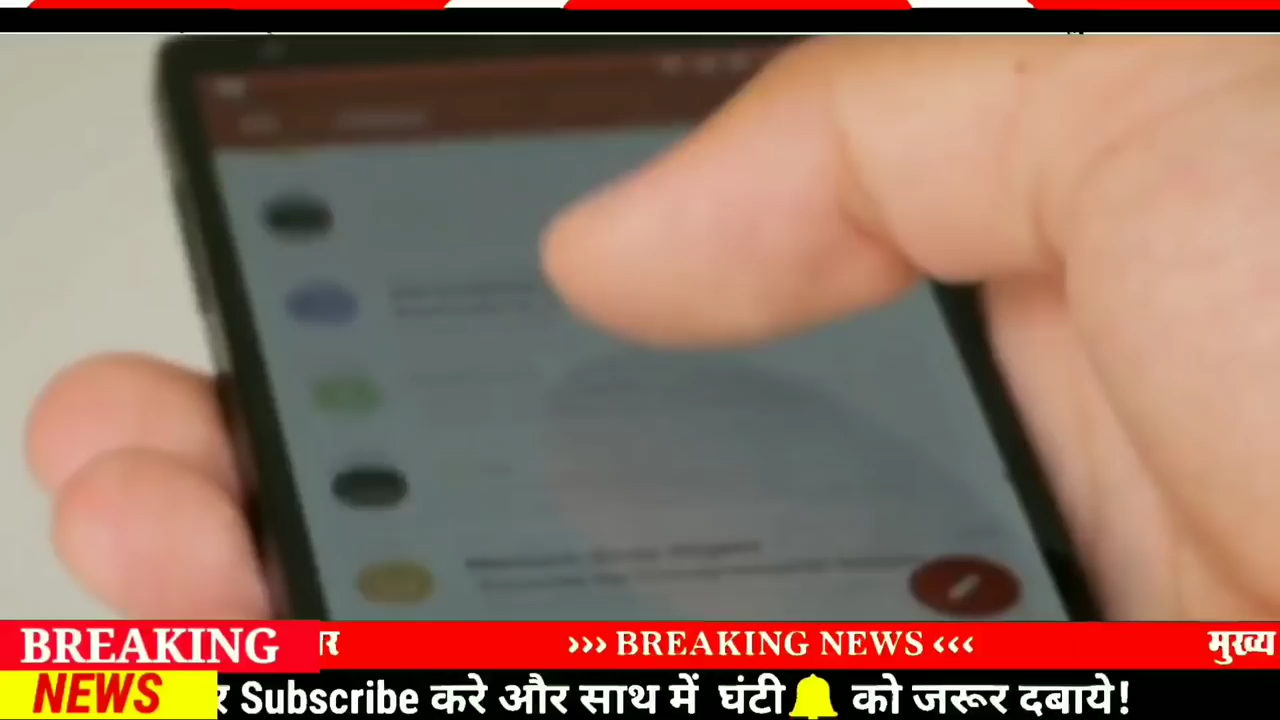 BREAKING
NEWS
र
››› BREAKING NEWS ‹‹‹
मुख्य
र Subscribe करे और साथ में घंटी🔔 को जरूर दबाये!